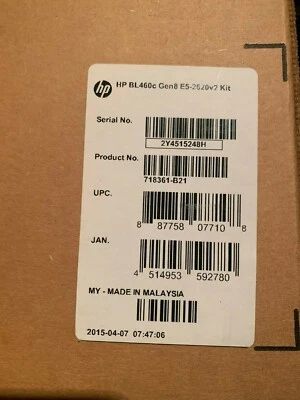 hp HP BL460c Gen8 E5-2620v2 Kit
Serial No.
2Y4515248H
Product No.
718361-B21
UPC.
8 87758 07710 8
JAN.
4 514953 592780
MY - MADE IN MALAYSIA
2015-04-07 07:47:06